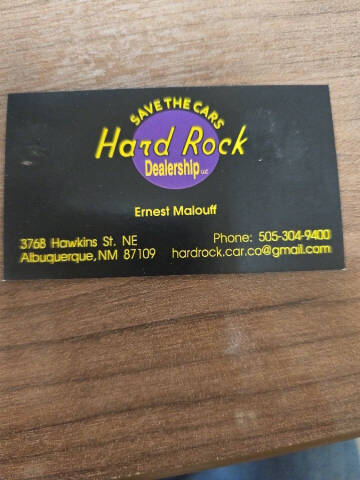 SAVE THE CARS
Hard Rock
Dealership LLC
Ernest Malouff
3768 Hawkins St. NE
Phone: 505-304-9400
Albuquerque, NM 87109
hardrock.car.co@gmail.com